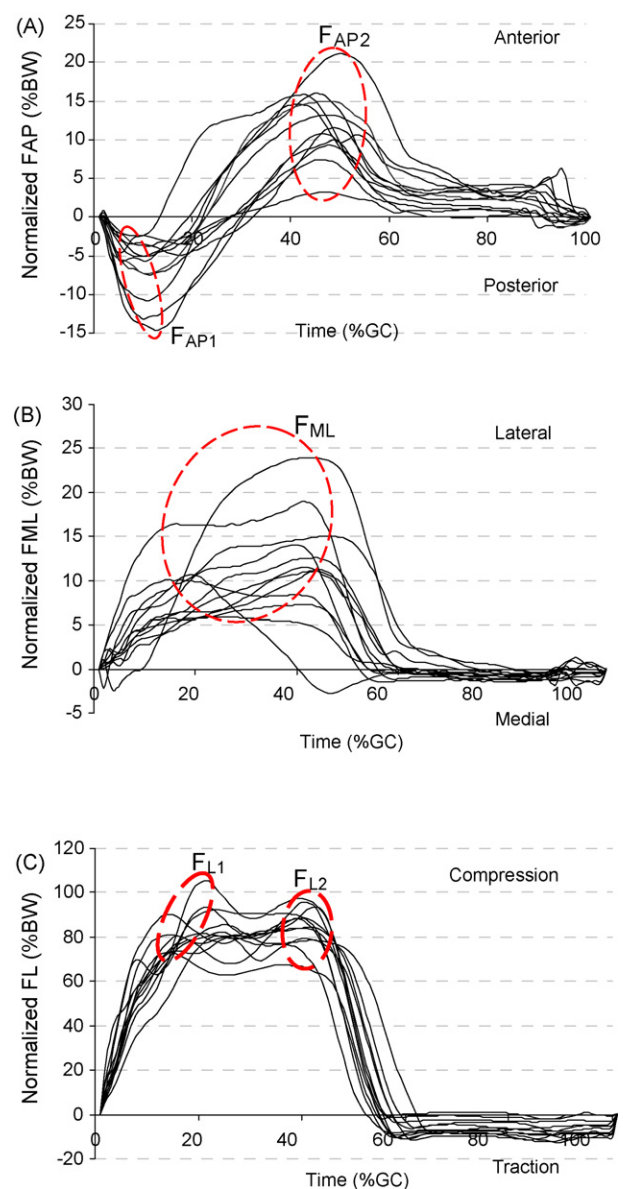 (A)
25
20
15
10
5
0
-5
-10
-15
Normalized FAP (%BW)
F_AP2
Anterior
0 20 40 60 80 100
Posterior
F_AP1
Time (%GC)
(B)
30
25
20
15
10
5
0
-5
Normalized FML (%BW)
F_ML
Lateral
0 20 40 60 80 100
Medial
Time (%GC)
(C)
120
100
80
60
40
20
0
-20
Normalized FL (%BW)
F_L1
F_L2
Compression
0 20 40 60 80 100
Time (%GC)
Traction